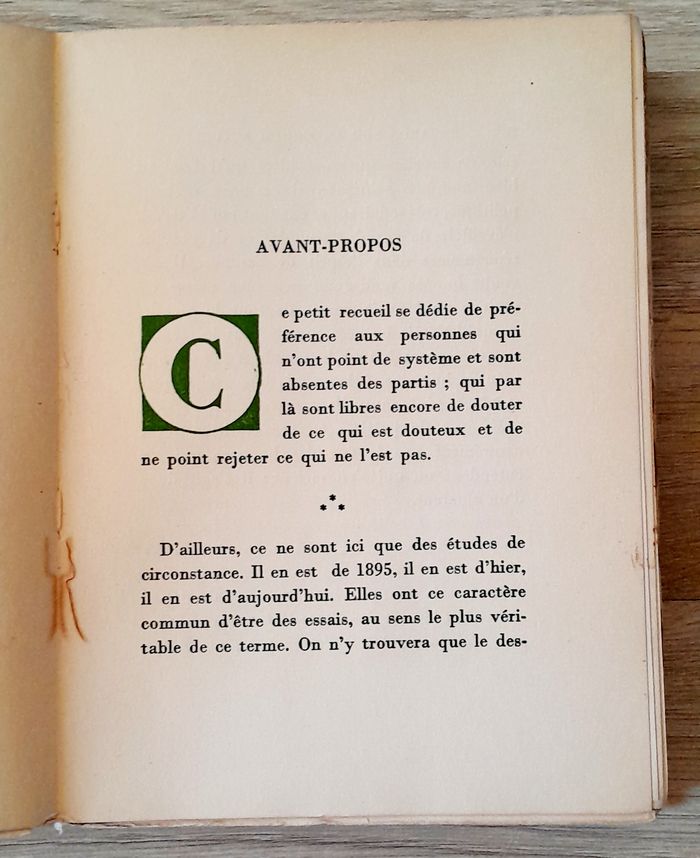 AVANT-PROPOS
Ce petit recueil se dédie de pré-
férence aux personnes qui
n'ont point de système et sont
absentes des partis ; qui par
là sont libres encore de douter
de ce qui est douteux et de
ne point rejeter ce qui ne l'est pas.
* * *
D'ailleurs, ce ne sont ici que des études de
circonstance. Il en est de 1895, il en est d'hier,
il en est d'aujourd'hui. Elles ont ce caractère
commun d'être des essais, au sens le plus véri-
table de ce terme. On n'y trouvera que le des-